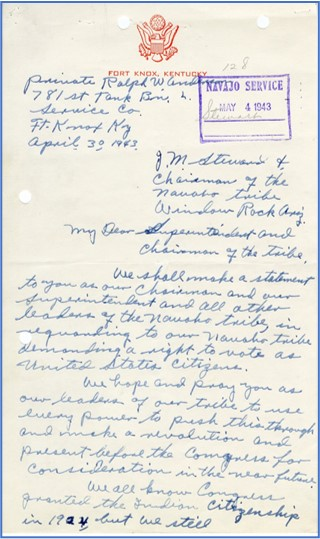 FORT KNOX, KENTUCKY
128
NAVAJO SERVICE
MAY 4 1943
Private Ralph W. Anderson
781 st Tank Bn.
Service Co.
Ft. Knox Ky
April 30 1943.
J. M. Stewart &
Chairman of the
Navaho tribe
Window Rock Ariz.
My Dear Superintendent and
Chairman of the tribe.
We shall make a statement
to you as our Chairman and our
Superintendent and all other
leaders of the Navaho tribe, in
reguarding to our Navaho tribe
demanding a right to vote as
United States Citizens.
We hope and pray you as
our leaders of our tribe to use
every power to push this through
and make a revolution and
present before the Congress for
consideration in the near future.
We all know Congress
granted the Indian Citizenship
in 1924 but we still